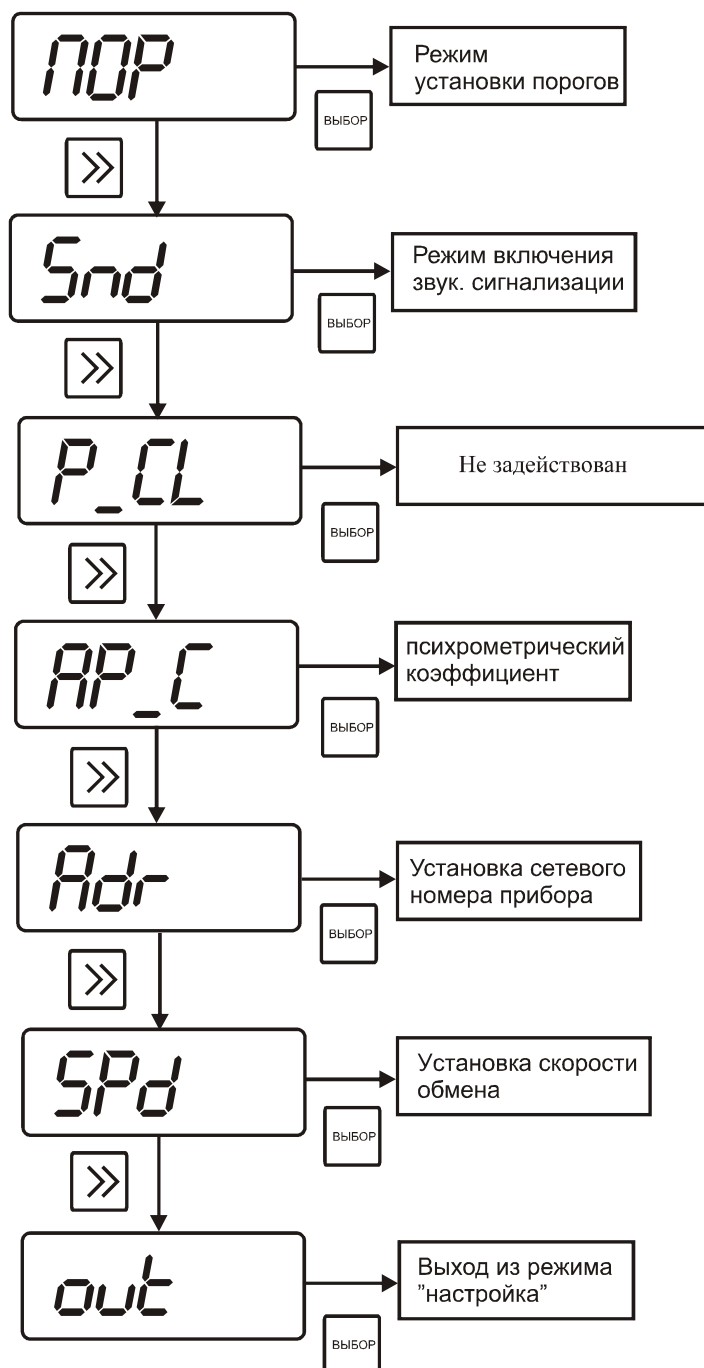 ПОР
Режим
установки порогов
ВЫБОР
>>
Snd
Режим включения
звук. сигнализации
ВЫБОР
>>
P_CL
Не задействован
ВЫБОР
>>
AP_C
психрометрический
коэффициент
ВЫБОР
>>
Adr
Установка сетевого
номера прибора
ВЫБОР
>>
SPd
Установка скорости
обмена
ВЫБОР
>>
out
Выход из режима
"настройка"
ВЫБОР